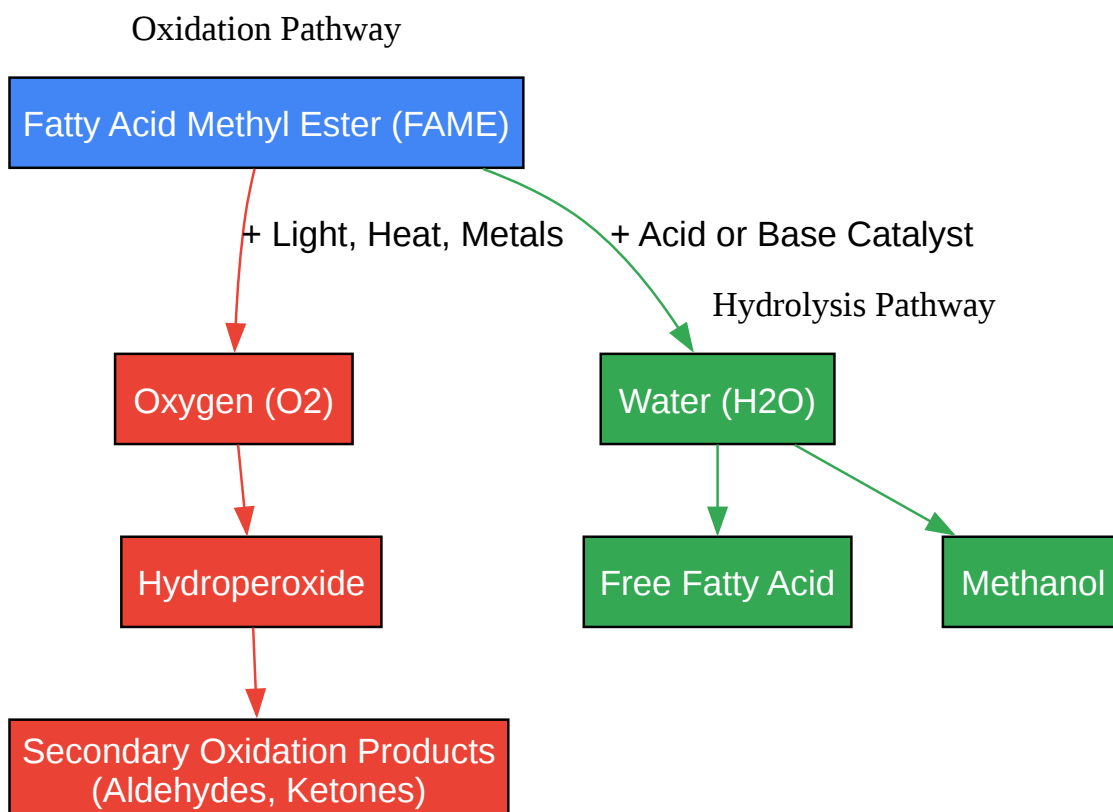 Oxidation Pathway
Fatty Acid Methyl Ester (FAME)
+ Light, Heat, Metals
+ Acid or Base Catalyst
Hydrolysis Pathway
Oxygen (O2)
Water (H2O)
Hydroperoxide
Free Fatty Acid
Methanol
Secondary Oxidation Products
(Aldehydes, Ketones)